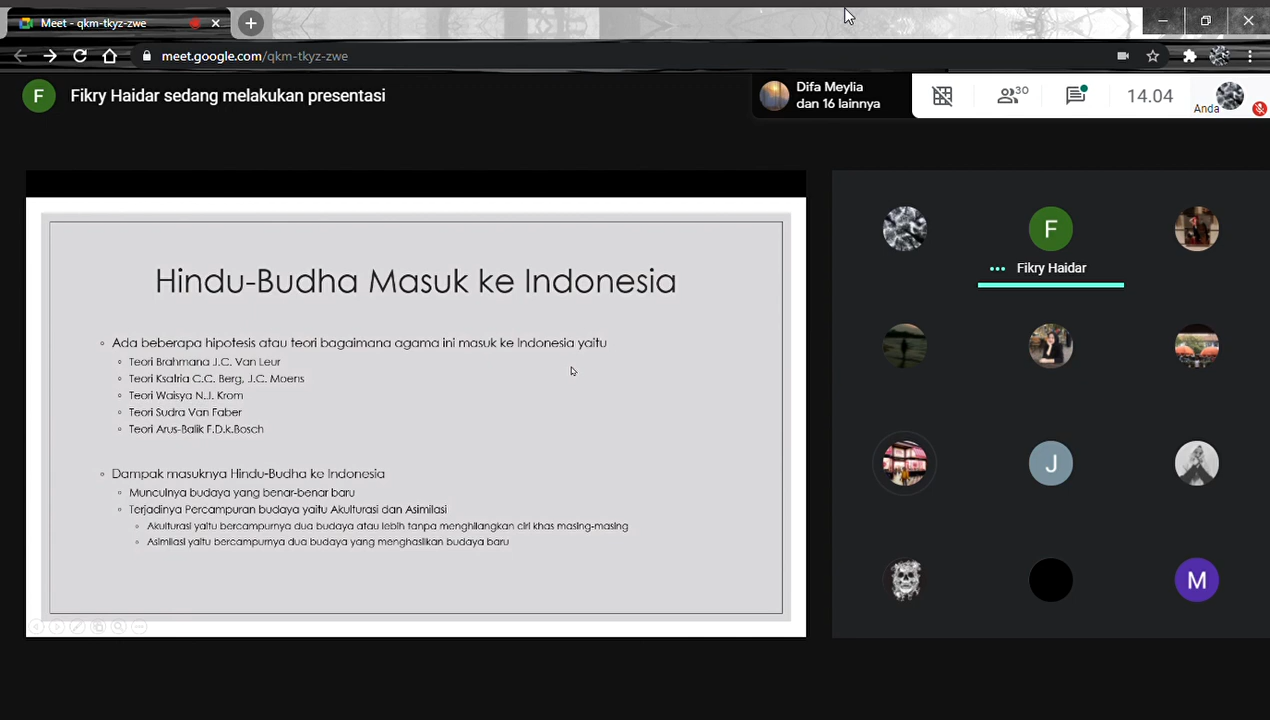 Meet - qkm-tkyz-zwe
meet.google.com/qkm-tkyz-zwe
F
Fikry Haidar sedang melakukan presentasi
Difa Meylia
dan 16 lainnya
30
14.04
Anda
Hindu-Budha Masuk ke Indonesia
Ada beberapa hipotesis atau teori bagaimana agama ini masuk ke Indonesia yaitu
Teori Brahmana J.C. Van Leur
Teori Ksatria C.C. Berg, J.C. Moens
Teori Waisya N.J. Krom
Teori Sudra Van Faber
Teori Arus-Balik F.D.k.Bosch
Dampak masuknya Hindu-Budha ke Indonesia
Munculnya budaya yang benar-benar baru
Terjadinya Percampuran budaya yaitu Akulturasi dan Asimilasi
Akulturasi yaitu bercampurnya dua budaya atau lebih tanpa menghilangkan ciri khas masing-masing
Asimilasi yaitu bercampurnya dua budaya yang menghasilkan budaya baru
F
Fikry Haidar
J
M